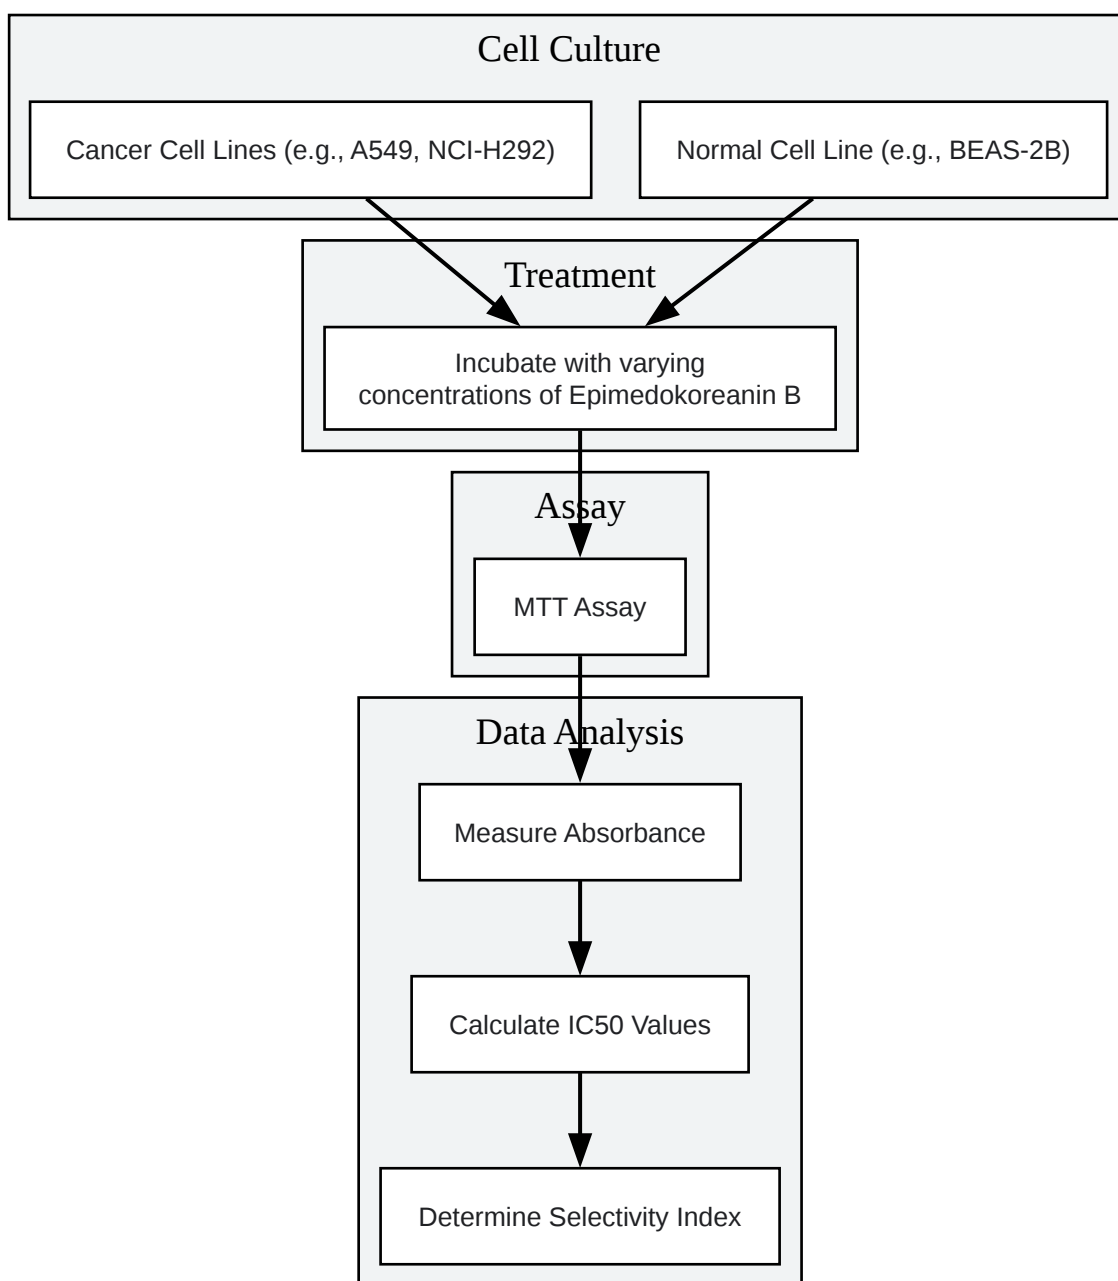 Cell Culture
Cancer Cell Lines (e.g., A549, NCI-H292)
Normal Cell Line (e.g., BEAS-2B)
Treatment
Incubate with varying
concentrations of Epimedokoreanin B
Assay
MTT Assay
Data Analysis
Measure Absorbance
Calculate IC50 Values
Determine Selectivity Index